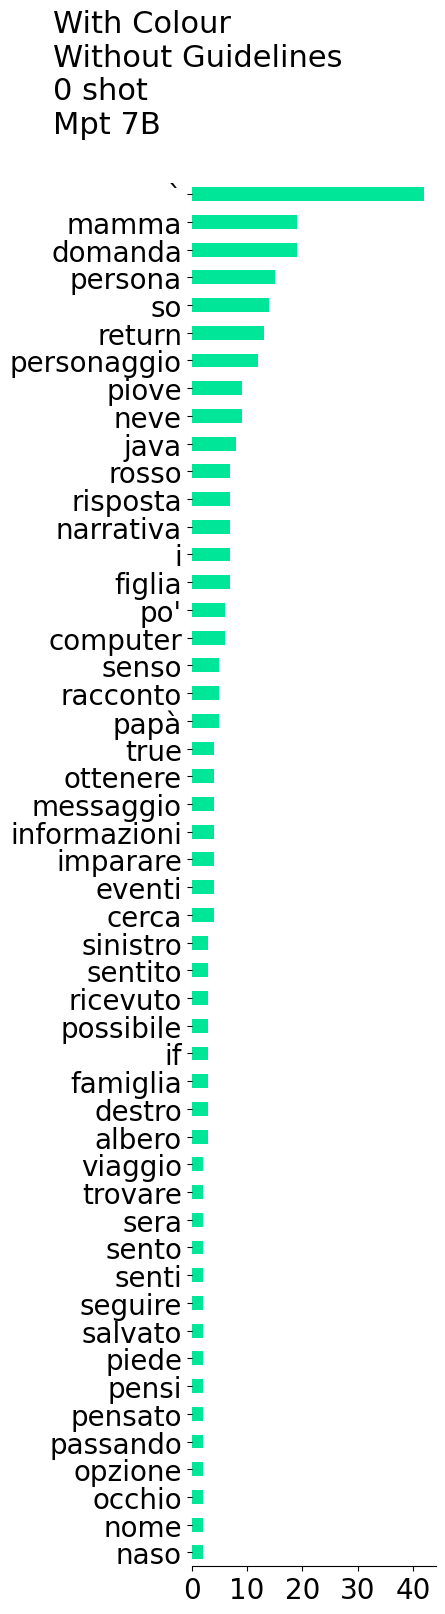 With Colour
Without Guidelines
0 shot
Mpt 7B
`
mamma
domanda
persona
so
return
personaggio
piove
neve
java
rosso
risposta
narrativa
i
figlia
po'
computer
senso
racconto
papà
true
ottenere
messaggio
informazioni
imparare
eventi
cerca
sinistro
sentito
ricevuto
possibile
if
famiglia
destro
albero
viaggio
trovare
sera
sento
senti
seguire
salvato
piede
pensi
pensato
passando
opzione
occhio
nome
naso
0 10 20 30 40